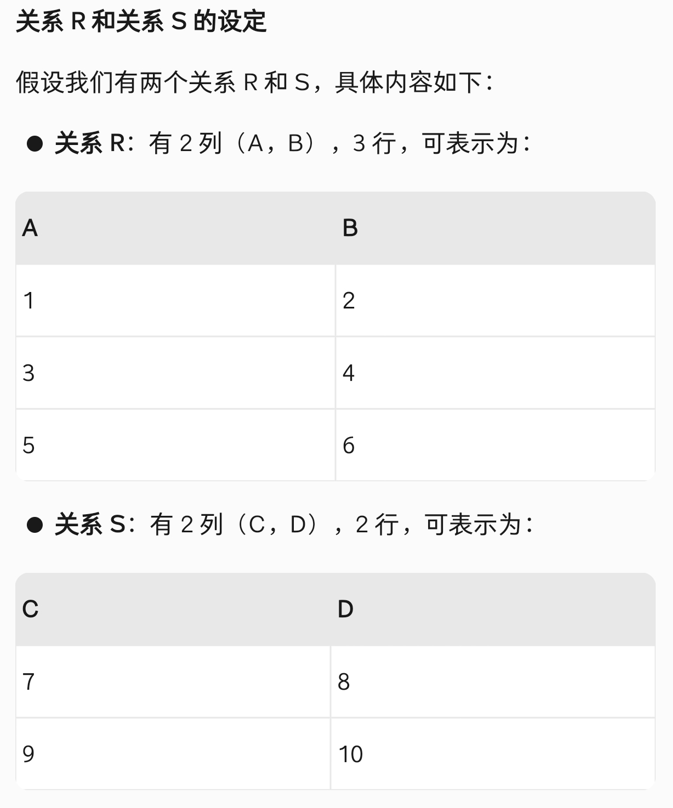 关系 R 和关系 S 的设定
假设我们有两个关系 R 和 S，具体内容如下：
● 关系 R：有 2 列（A，B），3 行，可表示为：
A B
1 2
3 4
5 6
● 关系 S：有 2 列（C，D），2 行，可表示为：
C D
7 8
9 10